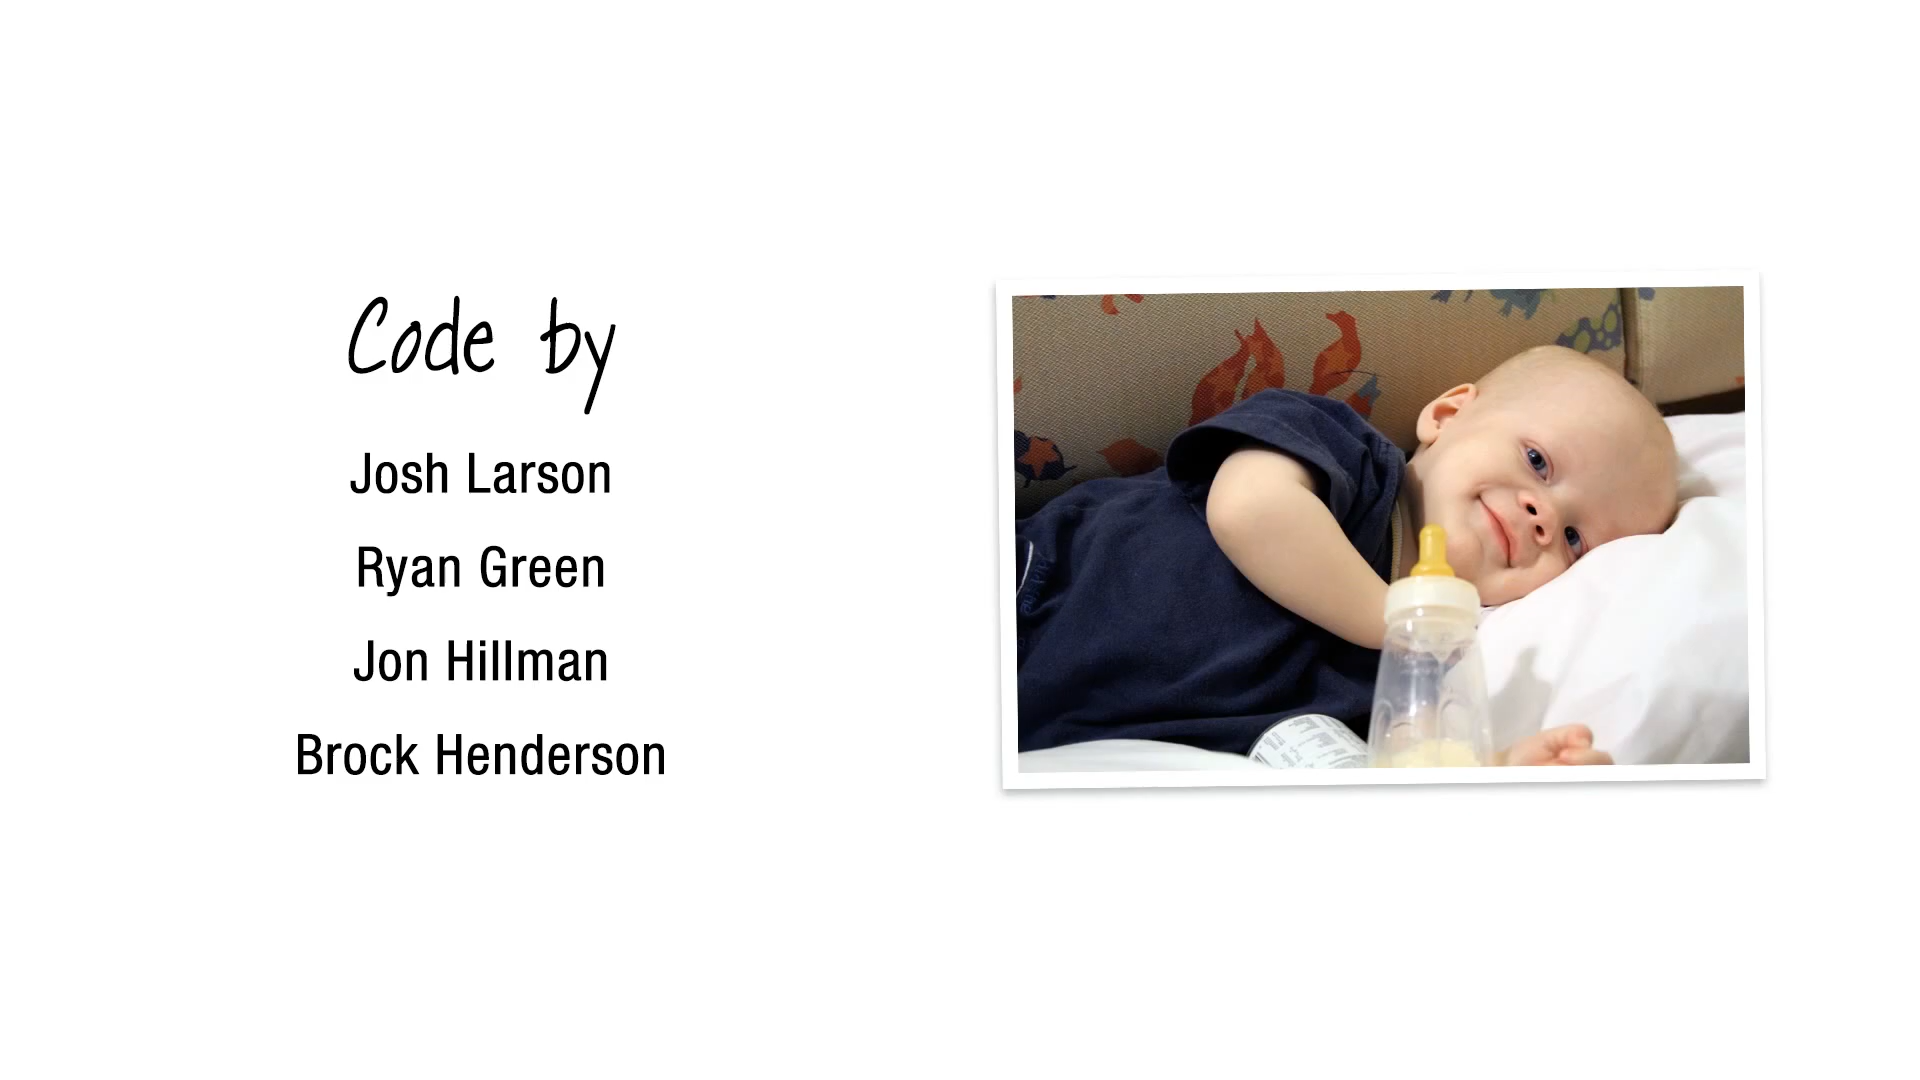 Code by
Josh Larson
Ryan Green
Jon Hillman
Brock Henderson